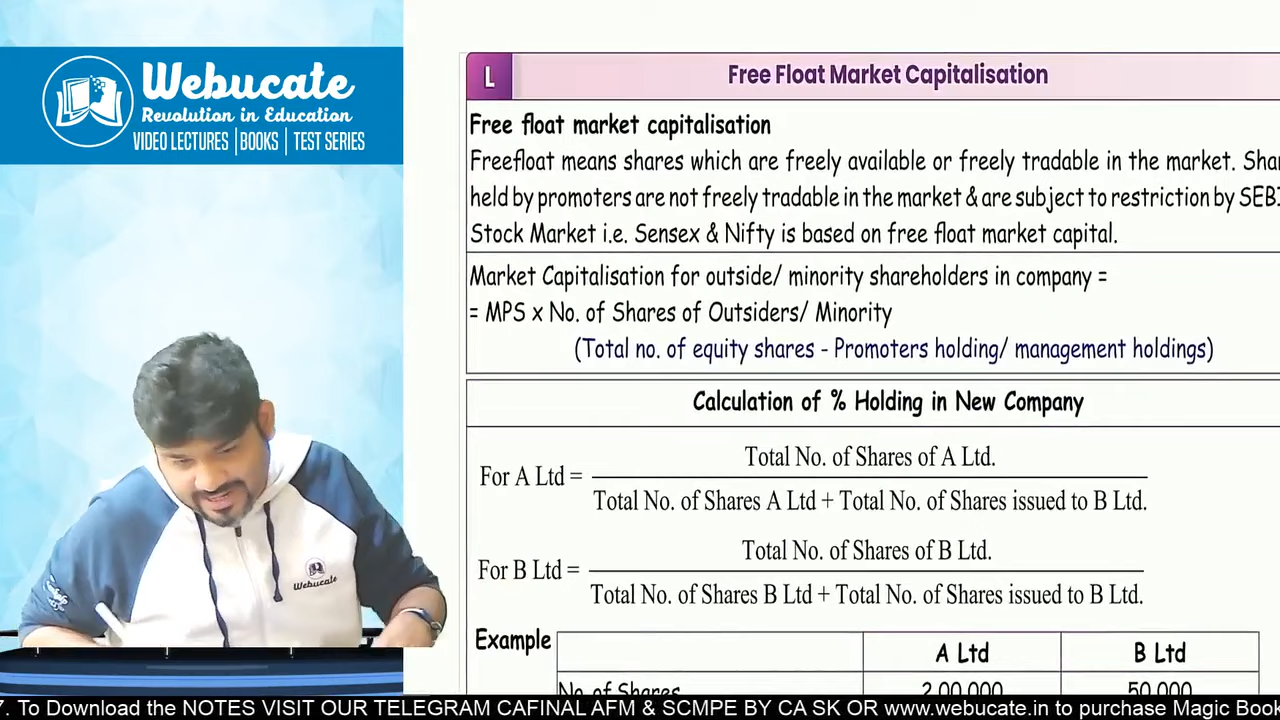 Webucate
Revolution in Education
VIDEO LECTURES | BOOKS | TEST SERIES
L
Free Float Market Capitalisation
Free float market capitalisation
Freefloat means shares which are freely available or freely tradable in the market. Shar
held by promoters are not freely tradable in the market & are subject to restriction by SEBI
Stock Market i.e. Sensex & Nifty is based on free float market capital.
Market Capitalisation for outside/ minority shareholders in company =
= MPS x No. of Shares of Outsiders/ Minority
(Total no. of equity shares - Promoters holding/ management holdings)
Calculation of % Holding in New Company
Total No. of Shares of A Ltd.
For A Ltd =
Total No. of Shares A Ltd + Total No. of Shares issued to B Ltd.
Total No. of Shares of B Ltd.
For B Ltd =
Total No. of Shares B Ltd + Total No. of Shares issued to B Ltd.
Example
A Ltd B Ltd
No. of Shares 2,00,000 50,000
Webucate
7. To Download the NOTES VISIT OUR TELEGRAM CAFINAL AFM & SCMPE BY CA SK OR www.webucate.in to purchase Magic Book